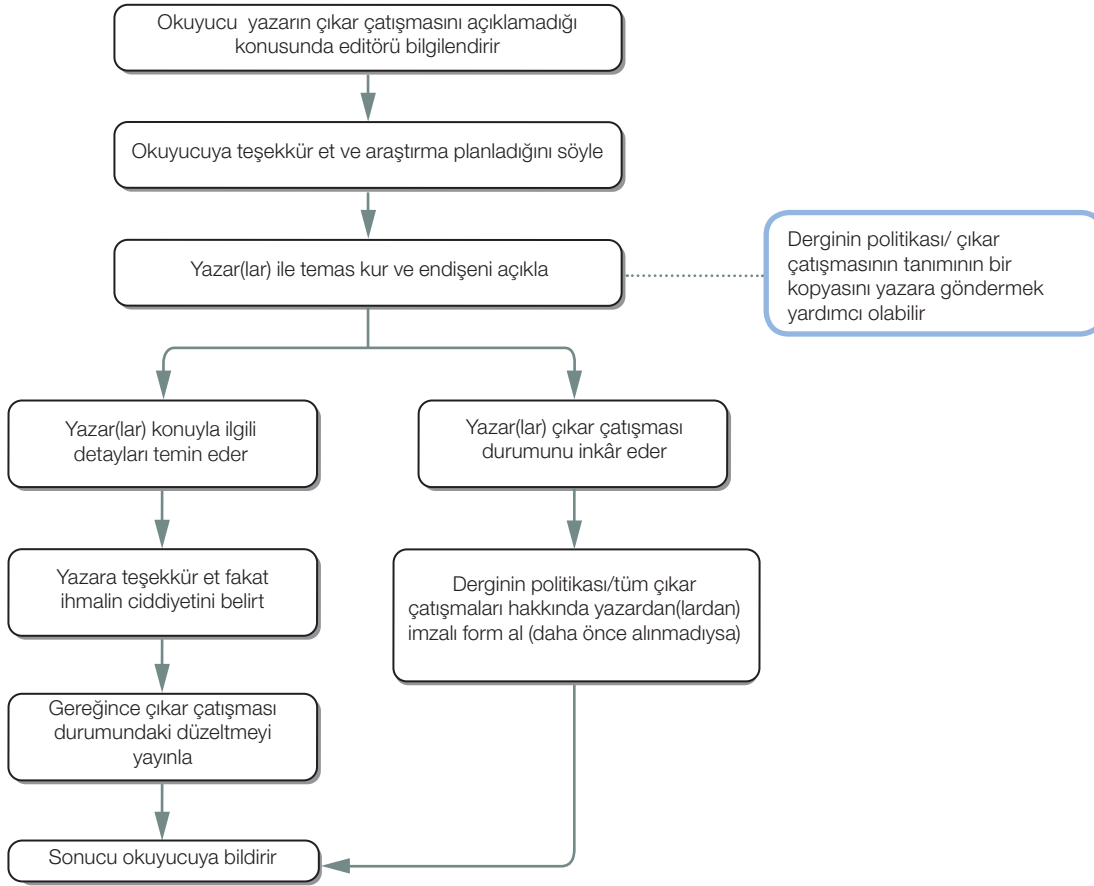 Okuyucu yazarın çıkar çatışmasını açıklamadığı
konusunda editörü bilgilendirir
Okuyucuya teşekkür et ve araştırma planladığını söyle
Yazar(lar) ile temas kur ve endişeni açıkla
Derginin politikası/ çıkar
çatışmasının tanımının bir
kopyasını yazara göndermek
yardımcı olabilir
Yazar(lar) konuyla ilgili
detayları temin eder
Yazar(lar) çıkar çatışması
durumunu inkâr eder
Yazara teşekkür et fakat
ihmalin ciddiyetini belirt
Derginin politikası/tüm çıkar
çatışmaları hakkında yazardan(lardan)
imzalı form al (daha önce alınmadıysa)
Gereğince çıkar çatışması
durumundaki düzeltmeyi
yayınla
Sonucu okuyucuya bildirir